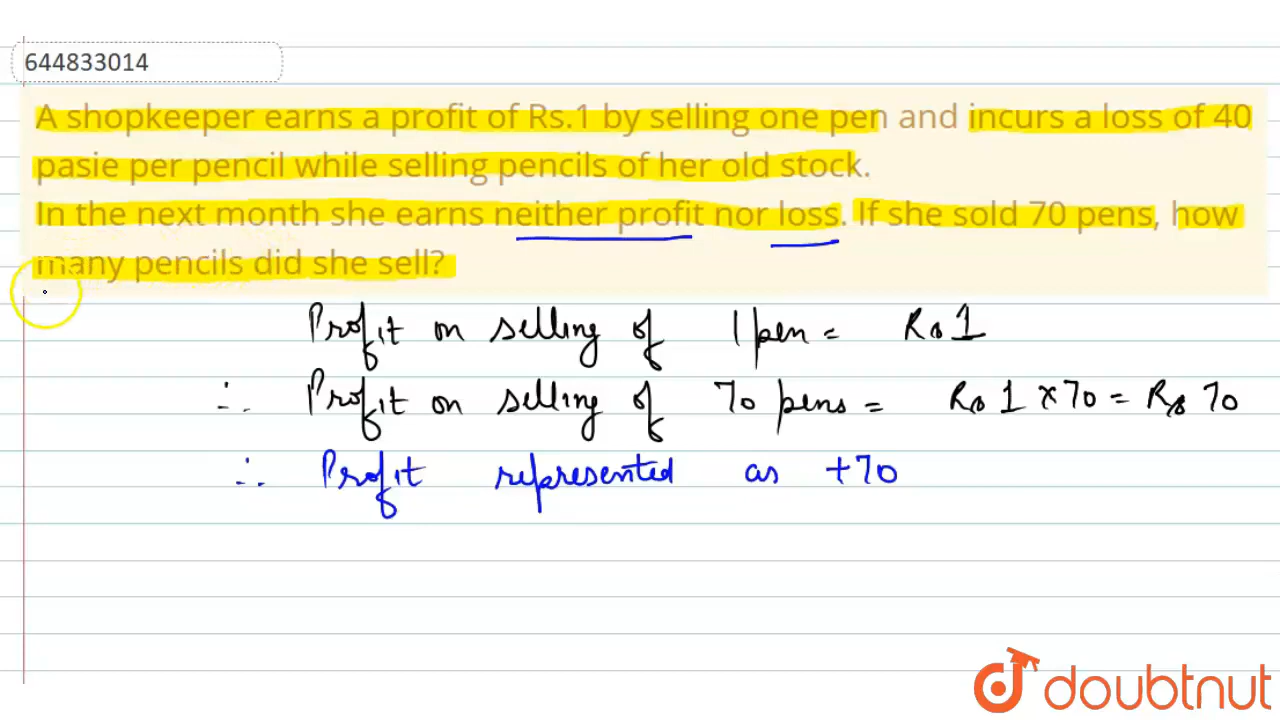 644833014
A shopkeeper earns a profit of Rs.1 by selling one pen and incurs a loss of 40
pasie per pencil while selling pencils of her old stock.
In the next month she earns neither profit nor loss. If she sold 70 pens, how
many pencils did she sell?
Profit on selling of 1 pen = Rs 1
∴ Profit on selling of 70 pens = Rs 1 × 70 = Rs 70
∴ Profit represented as +70
doubtnut